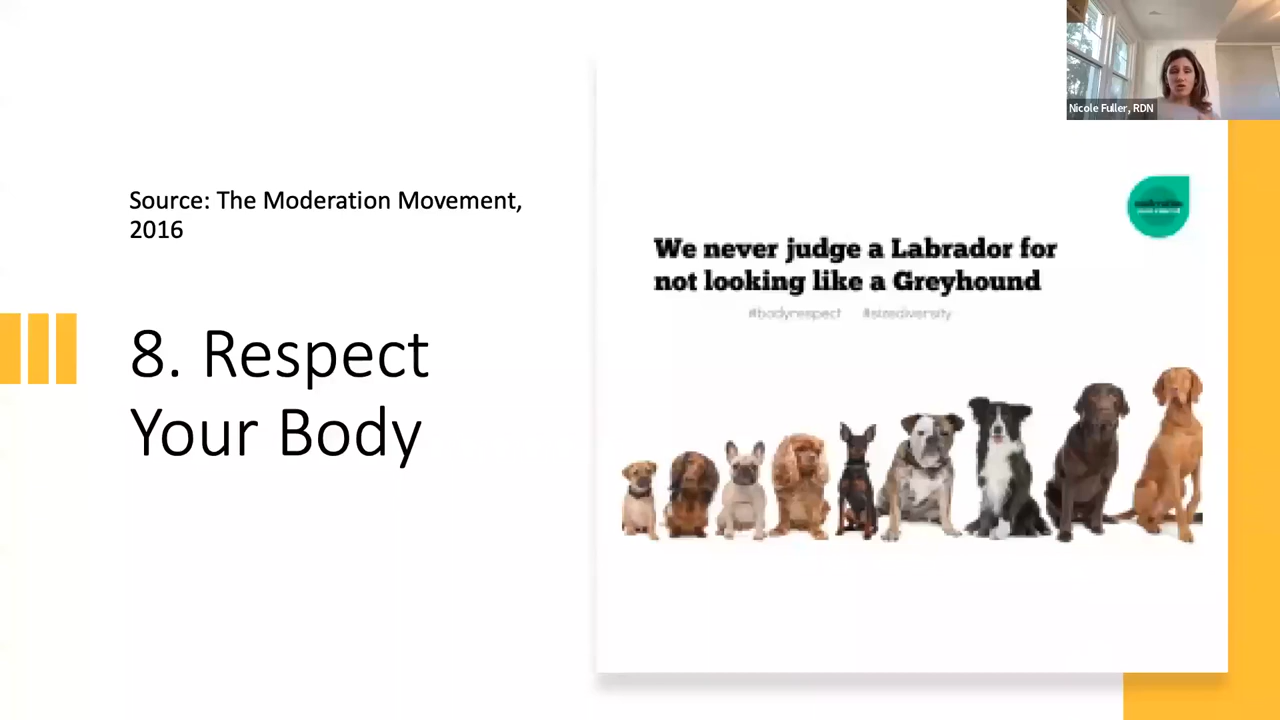 Nicole Fuller, RDN
Source: The Moderation Movement,
2016
8. Respect
Your Body
We never judge a Labrador for
not looking like a Greyhound
#bodyrespect #sizediversity